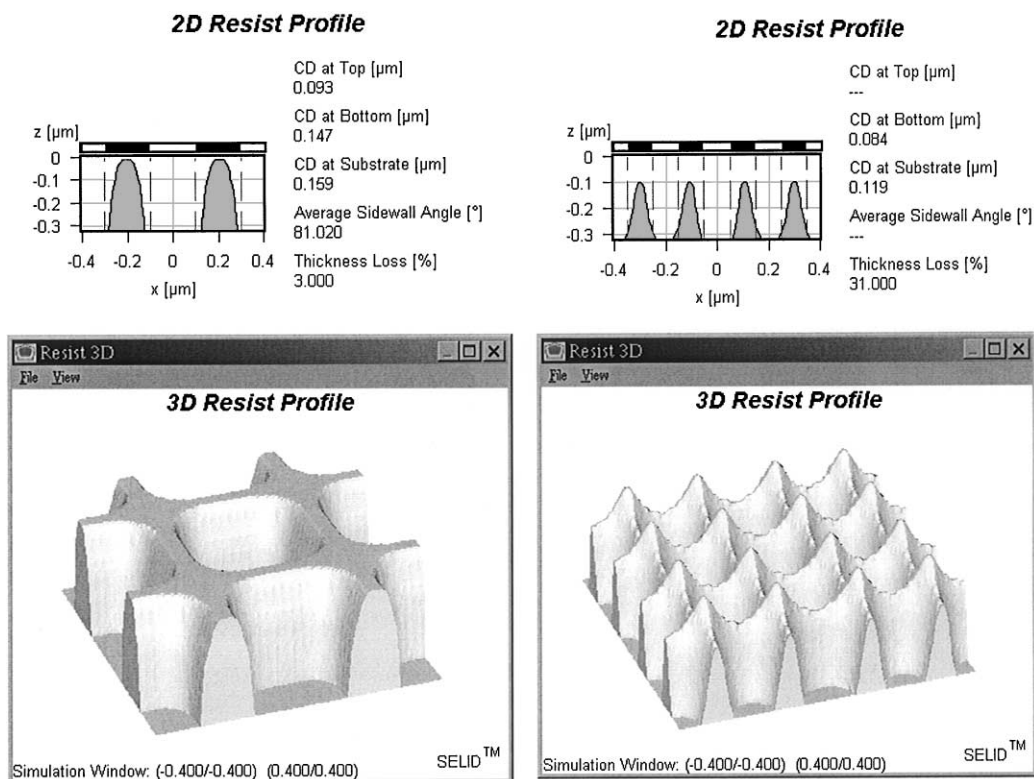 2D Resist Profile
CD at Top [µm]
0.093
CD at Bottom [µm]
0.147
CD at Substrate [µm]
0.159
Average Sidewall Angle [°]
81.020
Thickness Loss [%]
3.000
z [µm]
0
-0.1
-0.2
-0.3
-0.4 -0.2 0 0.2 0.4
x [µm]
2D Resist Profile
CD at Top [µm]
---
CD at Bottom [µm]
0.084
CD at Substrate [µm]
0.119
Average Sidewall Angle [°]
---
Thickness Loss [%]
31.000
z [µm]
0
-0.1
-0.2
-0.3
-0.4 -0.2 0 0.2 0.4
x [µm]
Resist 3D
File View
3D Resist Profile
SELID™
Simulation Window: (-0.400/-0.400) (0.400/0.400)
Resist 3D
File View
3D Resist Profile
SELID™
Simulation Window: (-0.400/-0.400) (0.400/0.400)